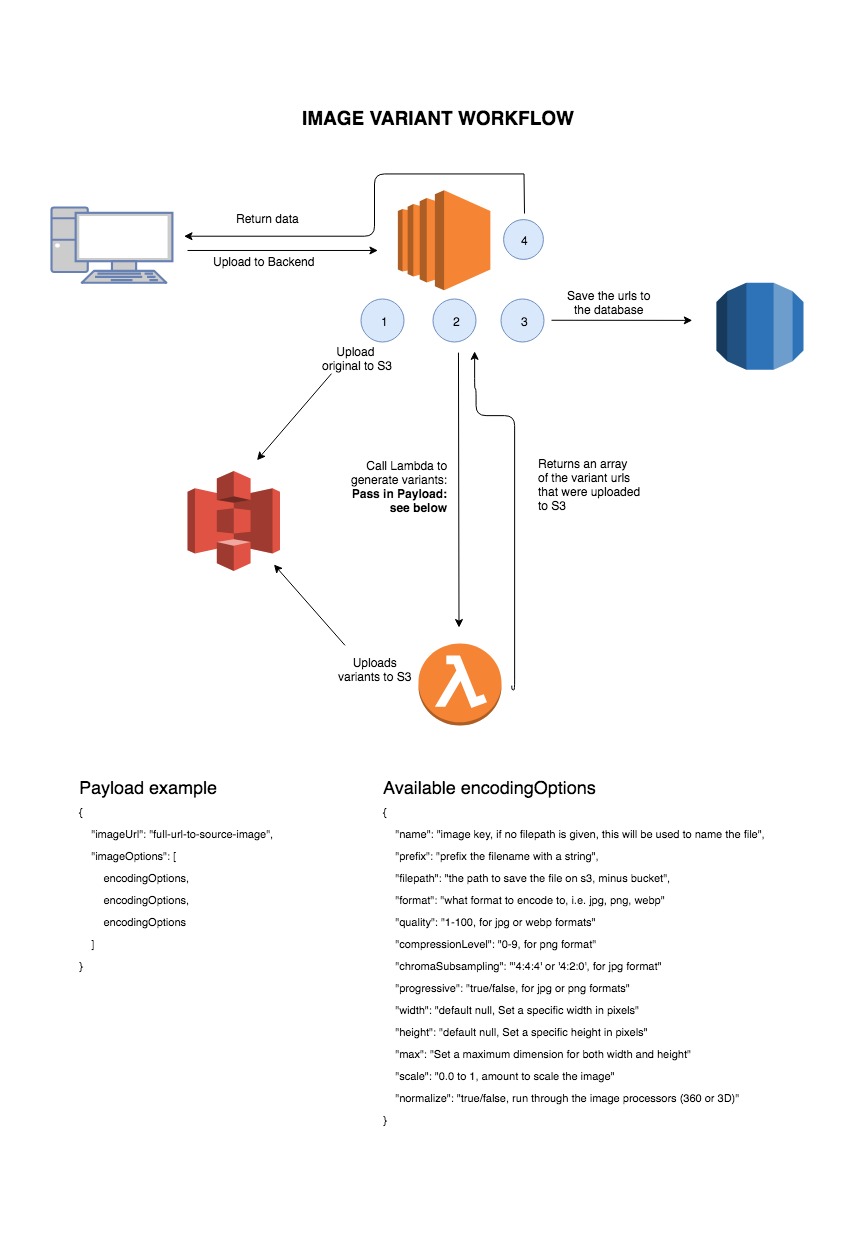 IMAGE VARIANT WORKFLOW
Return data
Upload to Backend
4
1
2
3
Save the urls to
the database
Upload
original to S3
Call Lambda to
generate variants:
Pass in Payload:
see below
Returns an array
of the variant urls
that were uploaded
to S3
Uploads
variants to S3
λ
Payload example
{
"imageUrl": "full-url-to-source-image",
"imageOptions": [
encodingOptions,
encodingOptions,
encodingOptions
]
}
Available encodingOptions
{
"name": "image key, if no filepath is given, this will be used to name the file",
"prefix": "prefix the filename with a string",
"filepath": "the path to save the file on s3, minus bucket",
"format": "what format to encode to, i.e. jpg, png, webp"
"quality": "1-100, for jpg or webp formats"
"compressionLevel": "0-9, for png format"
"chromaSubsampling": "'4:4:4' or '4:2:0', for jpg format"
"progressive": "true/false, for jpg or png formats"
"width": "default null, Set a specific width in pixels"
"height": "default null, Set a specific height in pixels"
"max": "Set a maximum dimension for both width and height"
"scale": "0.0 to 1, amount to scale the image"
"normalize": "true/false, run through the image processors (360 or 3D)"
}